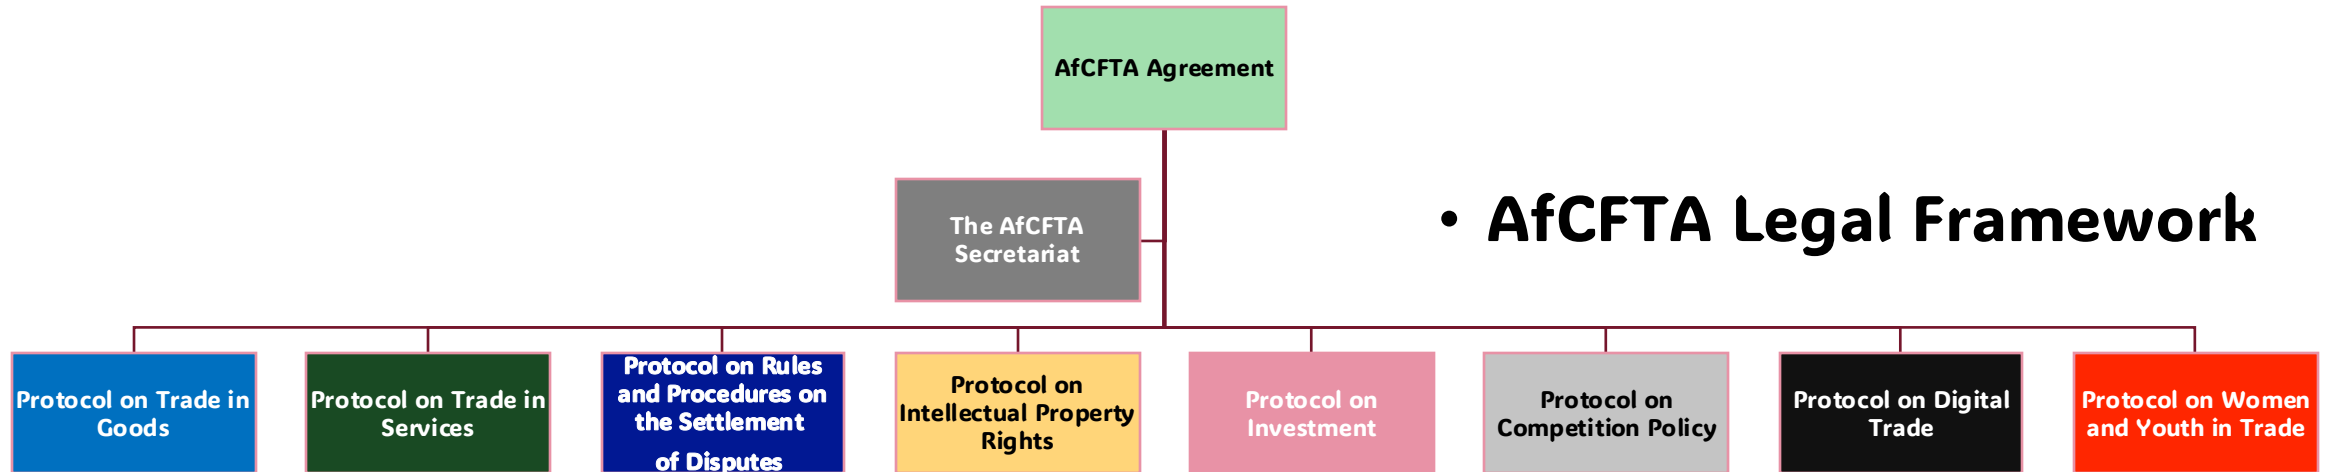 AfCFTA Agreement
The AfCFTA
Secretariat
• AfCFTA Legal Framework
Protocol on Trade in
Goods
Protocol on Trade in
Services
Protocol on Rules
and Procedures on
the Settlement
of Disputes
Protocol on
Intellectual Property
Rights
Protocol on
Investment
Protocol on
Competition Policy
Protocol on Digital
Trade
Protocol on Women
and Youth in Trade